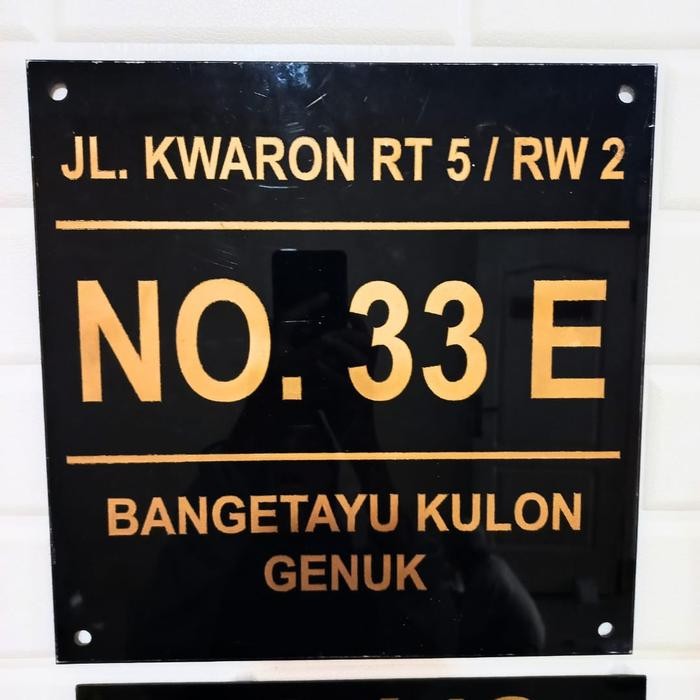 JL. KWARON RT 5 / RW 2
NO. 33 E
BANGETAYU KULON
GENUK